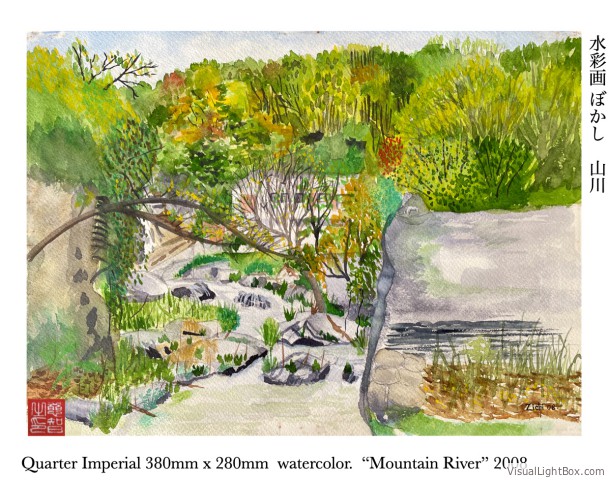 水彩画ぼかし　山川
Quarter Imperial 380mm x 280mm watercolor. “Mountain River” 2008
VisualLightBox.com